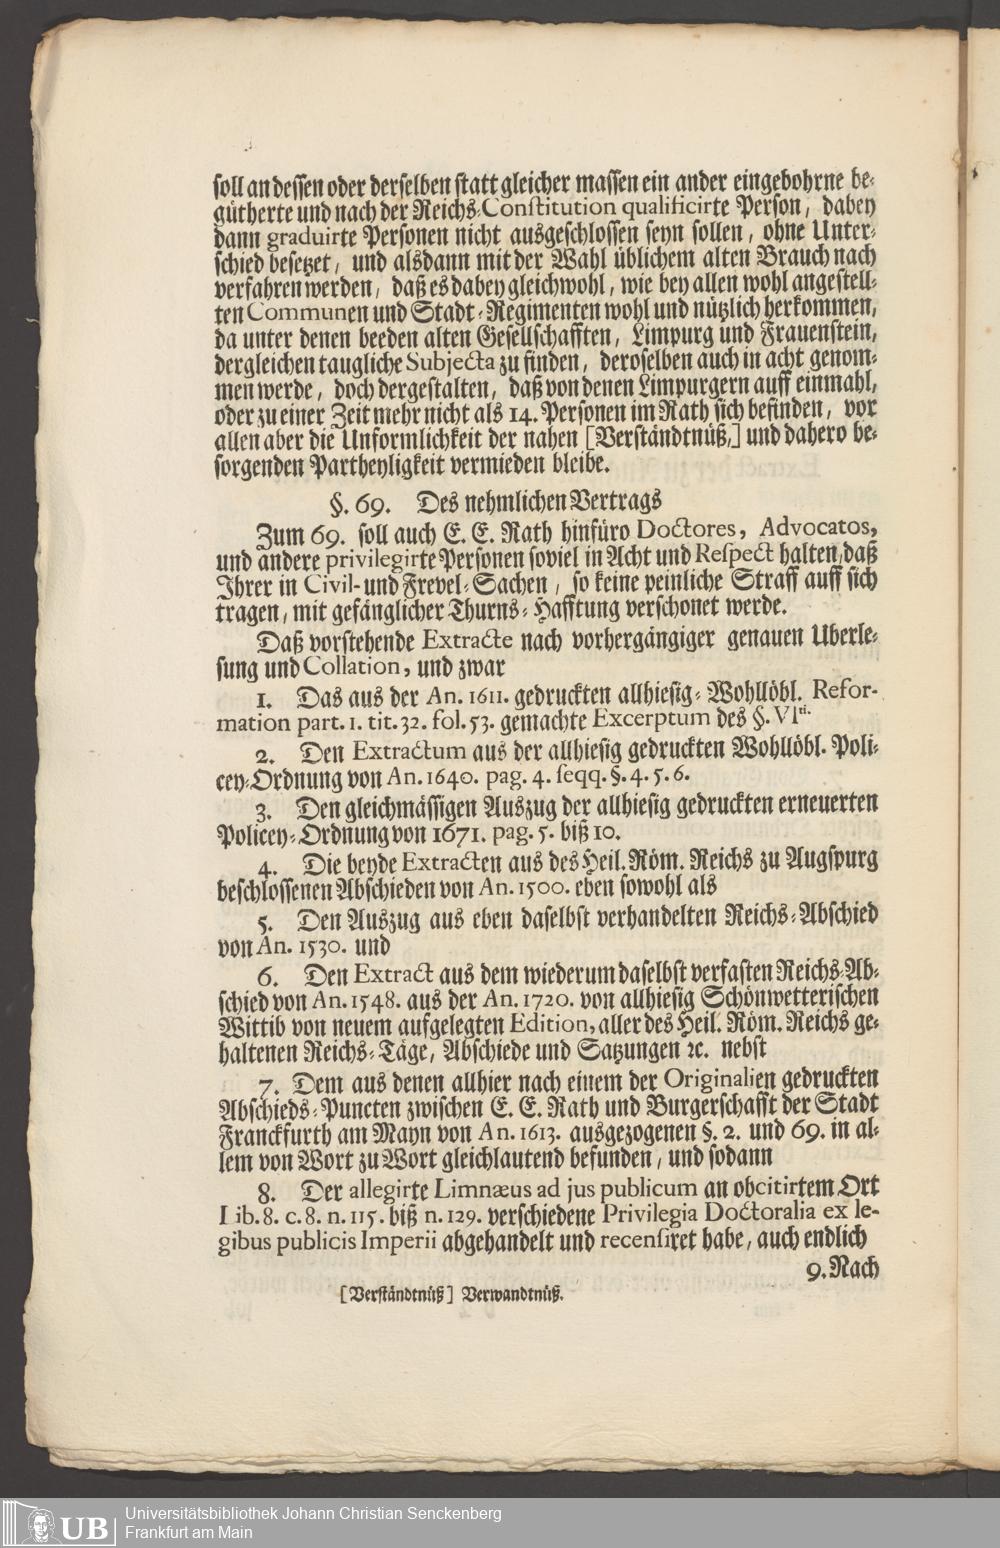 soll an dessen oder derselben statt gleicher massen ein ander eingebohrne be-
gütherte und nach der Reichs-Constitution qualificirte Person, dabey
dann graduirte Personen nicht ausgeschlossen seyn sollen, ohne Unter-
schied besetzet, und alsdann mit der Wahl üblichem alten Brauch nach
verfahren werden, daß es dabey gleichwohl, wie bey allen wohl angestell-
ten Communen und Stadt-Regimenten wohl und nützlich herkommen,
da unter denen beeden alten Gesellschafften, Limpurg und Frauenstein,
dergleichen taugliche Subjecta zu finden, deroselben auch in acht genom-
men werde, doch dergestalten, daß von denen Limpurgern auff einmahl,
oder zu einer Zeit mehr nicht als 14. Personen im Rath sich befinden, vor
allen aber die Unformlichkeit der nahen [Verständtnüß,] und dahero be-
sorgenden Partheyligkeit vermieden bleibe.
§. 69. Des nehmlichen Vertrags
Zum 69. soll auch E. E. Rath hinfüro Doctores, Advocatos,
und andere privilegirte Personen soviel in Acht und Respect halten, daß
Ihrer in Civil- und Frevel-Sachen, so keine peinliche Straff auff sich
tragen, mit gefänglicher Thurns-Hafftung verschonet werde.
Daß vorstehende Extracte nach vorhergängiger genauen Uberle-
sung und Collation, und zwar
1. Das aus der An. 1611. gedruckten allhiesig-Wohllöbl. Refor-
mation part. 1. tit. 32. fol. 53. gemachte Excerptum des §. VI^ti.
2. Den Extractum aus der allhiesig gedruckten Wohllöbl. Poli-
cey-Ordnung von An. 1640. pag. 4. seqq. §. 4. 5. 6.
3. Den gleichmässigen Auszug der allhiesig gedruckten erneuerten
Policey-Ordnung von 1671. pag. 5. biß 10.
4. Die beyde Extracten aus des Heil. Röm. Reichs zu Augspurg
beschlossenen Abschieden von An. 1500. eben sowohl als
5. Den Auszug aus eben daselbst verhandelten Reichs-Abschied
von An. 1530. und
6. Den Extract aus dem wiederum daselbst verfasten Reichs-Ab-
schied von An. 1548. aus der An. 1720. von allhiesig Schönwetterischen
Wittib von neuem aufgelegten Edition, aller des Heil. Röm. Reichs ge-
haltenen Reichs-Täge, Abschiede und Satzungen ꝛc. nebst
7. Dem aus denen allhier nach einem der Originalien gedruckten
Abschieds-Puncten zwischen E. E. Rath und Burgerschafft der Stadt
Franckfurth am Mayn von An. 1613. ausgezogenen §. 2. und 69. in al-
lem von Wort zu Wort gleichlautend befunden, und sodann
8. Der allegirte Limnæus ad jus publicum an obcitirtem Ort
Lib. 8. c. 8. n. 115. biß n. 129. verschiedene Privilegia Doctoralia ex le-
gibus publicis Imperii abgehandelt und recensiret habe, auch endlich
9. Nach
[Verständtnüß] Verwandtnüß.
UB
Universitätsbibliothek Johann Christian Senckenberg
Frankfurt am Main